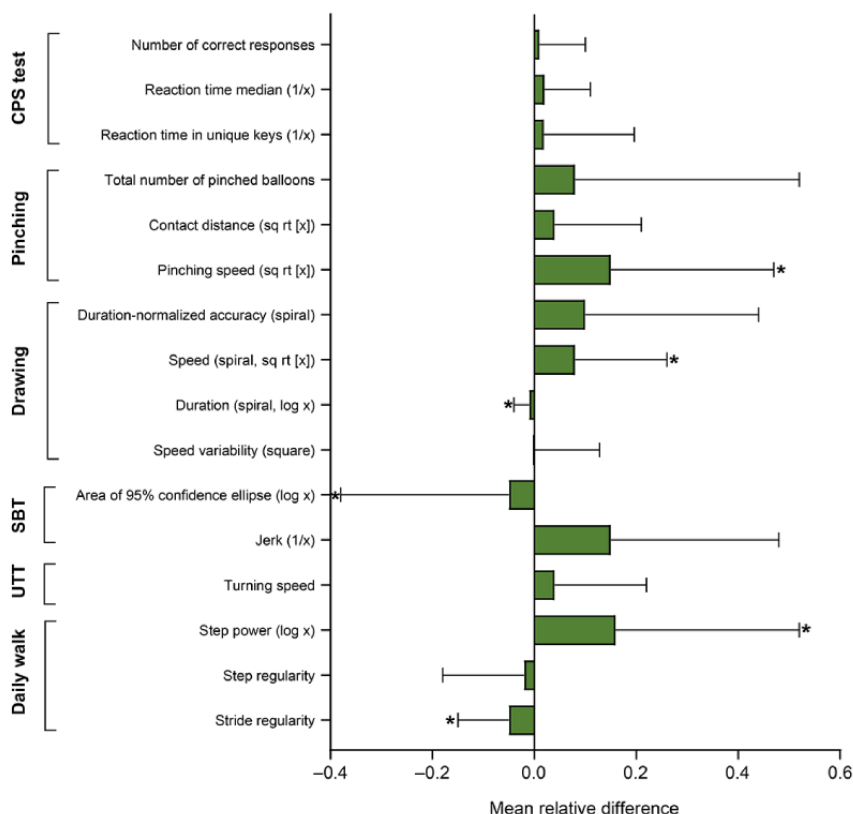 CPS test
Number of correct responses
Reaction time median (1/x)
Reaction time in unique keys (1/x)
Pinching
Total number of pinched balloons
Contact distance (sq rt [x])
Pinching speed (sq rt [x])
*
Drawing
Duration-normalized accuracy (spiral)
Speed (spiral, sq rt [x])
*
Duration (spiral, log x)
*
Speed variability (square)
SBT
Area of 95% confidence ellipse (log x)
*
Jerk (1/x)
UTT
Turning speed
Daily walk
Step power (log x)
*
Step regularity
Stride regularity
*
−0.4 −0.2 0.0 0.2 0.4 0.6
Mean relative difference